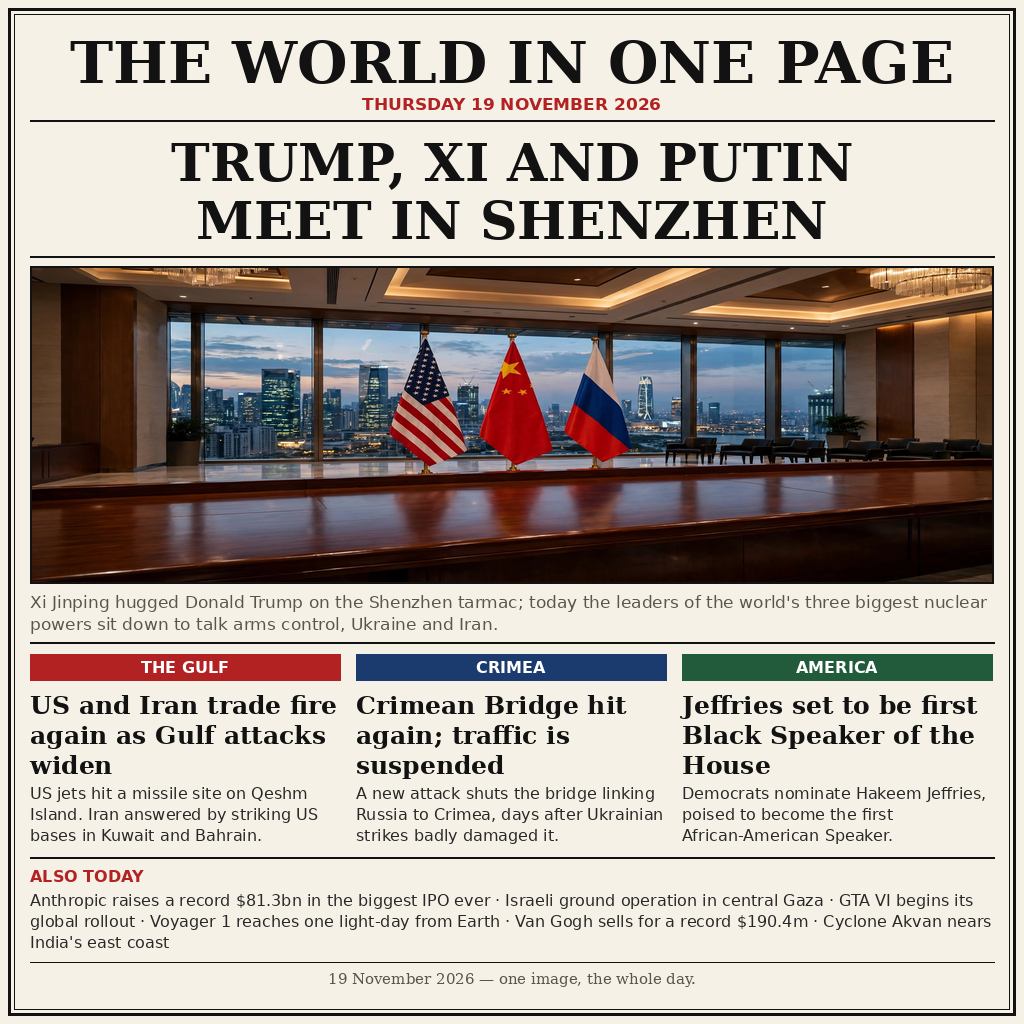 THE WORLD IN ONE PAGE
THURSDAY 19 NOVEMBER 2026
TRUMP, XI AND PUTIN
MEET IN SHENZHEN
Xi Jinping hugged Donald Trump on the Shenzhen tarmac; today the leaders of the world's three biggest nuclear
powers sit down to talk arms control, Ukraine and Iran.
THE GULF
US and Iran trade fire
again as Gulf attacks
widen
US jets hit a missile site on Qeshm
Island. Iran answered by striking US
bases in Kuwait and Bahrain.
CRIMEA
Crimean Bridge hit
again; traffic is
suspended
A new attack shuts the bridge linking
Russia to Crimea, days after Ukrainian
strikes badly damaged it.
AMERICA
Jeffries set to be first
Black Speaker of the
House
Democrats nominate Hakeem Jeffries,
poised to become the first
African-American Speaker.
ALSO TODAY
Anthropic raises a record $81.3bn in the biggest IPO ever · Israeli ground operation in central Gaza · GTA VI begins its
global rollout · Voyager 1 reaches one light-day from Earth · Van Gogh sells for a record $190.4m · Cyclone Akvan nears
India's east coast
19 November 2026 — one image, the whole day.